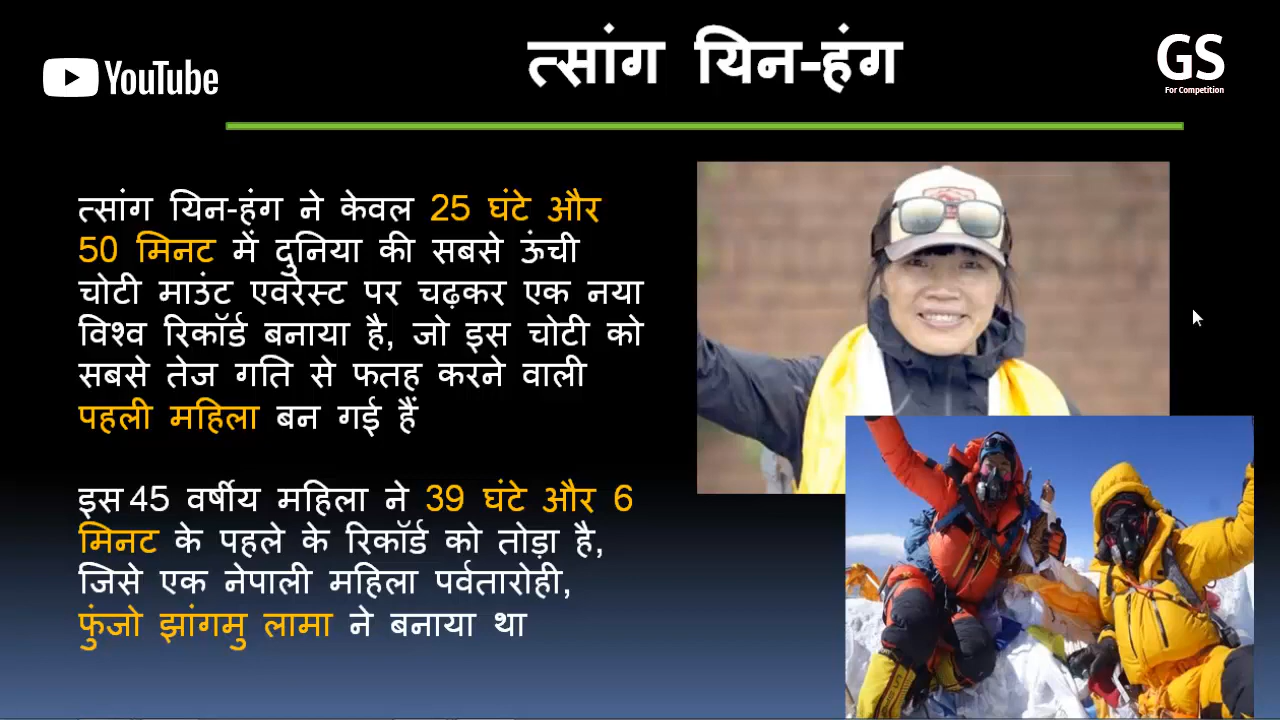 YouTube
त्सांग यिन-हंग
GS
For Competition
त्सांग यिन-हंग ने केवल 25 घंटे और
50 मिनट में दुनिया की सबसे ऊंची
चोटी माउंट एवरेस्ट पर चढ़कर एक नया
विश्व रिकॉर्ड बनाया है, जो इस चोटी को
सबसे तेज गति से फतह करने वाली
पहली महिला बन गई हैं
इस 45 वर्षीय महिला ने 39 घंटे और 6
मिनट के पहले के रिकॉर्ड को तोड़ा है,
जिसे एक नेपाली महिला पर्वतारोही,
फुंजो झांगमु लामा ने बनाया था